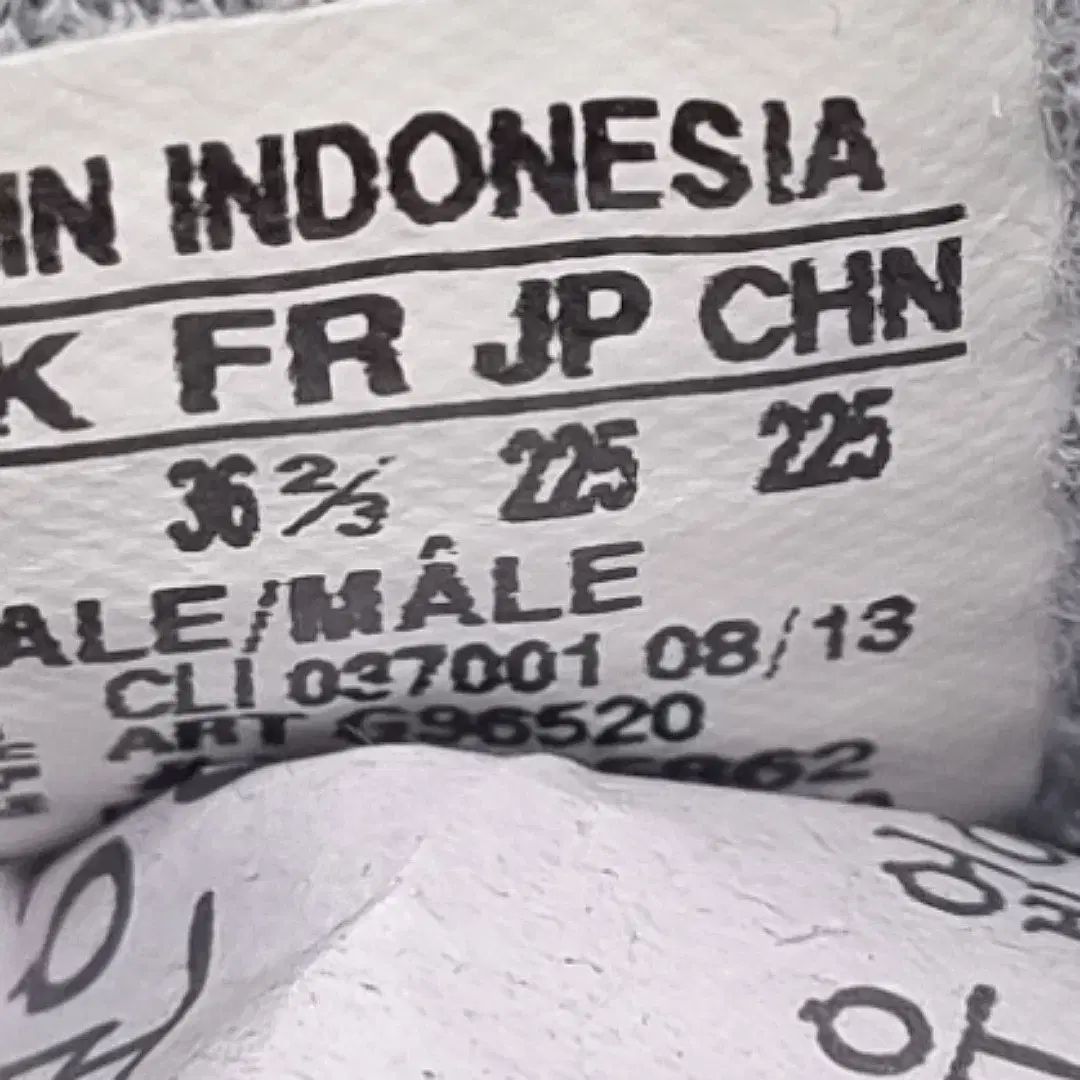 IN INDONESIA
K FR JP CHN
36 2/3 225 225
ALE/MÂLE
CLI 037001 08/13
ART G96520